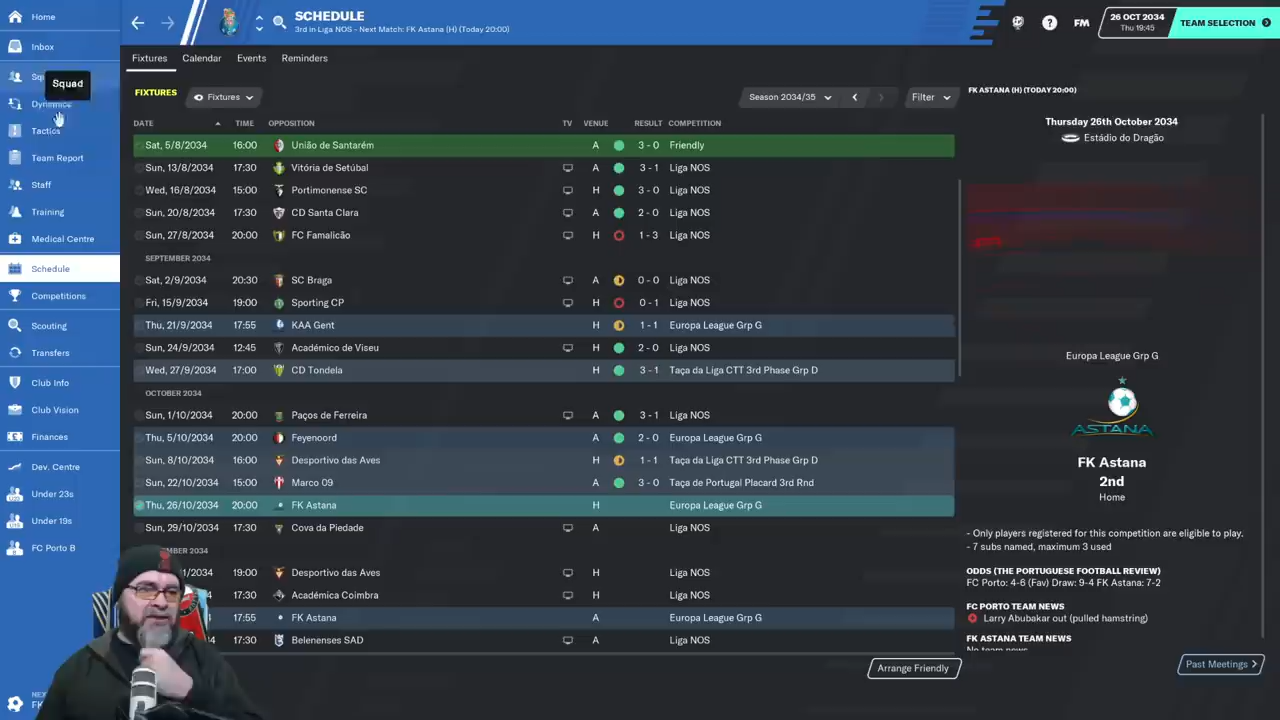 Home
Inbox
Squ
Squad
Dynamics
Tactics
Team Report
Staff
Training
Medical Centre
Schedule
Competitions
Scouting
Transfers
Club Info
Club Vision
Finances
Dev. Centre
Under 23s
Under 19s
FC Porto B
SCHEDULE
3rd in Liga NOS - Next Match: FK Astana (H) (Today 20:00)
FM
26 OCT 2034
Thu 19:45
TEAM SELECTION
Fixtures Calendar Events Reminders
FIXTURES Fixtures Season 2034/35 Filter
DATE TIME OPPOSITION TV VENUE RESULT COMPETITION
Sat, 5/8/2034 16:00 União de Santarém A 3 - 0 Friendly
Sun, 13/8/2034 17:30 Vitória de Setúbal A 3 - 1 Liga NOS
Wed, 16/8/2034 15:00 Portimonense SC H 3 - 0 Liga NOS
Sun, 20/8/2034 17:30 CD Santa Clara A 2 - 0 Liga NOS
Sun, 27/8/2034 20:00 FC Famalicão H 1 - 3 Liga NOS
SEPTEMBER 2034
Sat, 2/9/2034 20:30 SC Braga A 0 - 0 Liga NOS
Fri, 15/9/2034 19:00 Sporting CP H 0 - 1 Liga NOS
Thu, 21/9/2034 17:55 KAA Gent H 1 - 1 Europa League Grp G
Sun, 24/9/2034 12:45 Académico de Viseu H 2 - 0 Liga NOS
Wed, 27/9/2034 17:00 CD Tondela H 3 - 1 Taça da Liga CTT 3rd Phase Grp D
OCTOBER 2034
Sun, 1/10/2034 20:00 Paços de Ferreira A 3 - 1 Liga NOS
Thu, 5/10/2034 20:00 Feyenoord A 2 - 0 Europa League Grp G
Sun, 8/10/2034 16:00 Desportivo das Aves H 1 - 1 Taça da Liga CTT 3rd Phase Grp D
Sun, 22/10/2034 15:00 Marco 09 A 3 - 0 Taça de Portugal Placard 3rd Rnd
Thu, 26/10/2034 20:00 FK Astana H Europa League Grp G
Sun, 29/10/2034 17:30 Cova da Piedade A Liga NOS
EMBER 2034
19:00 Desportivo das Aves H Liga NOS
17:30 Académica Coimbra H Liga NOS
17:55 FK Astana A Europa League Grp G
17:30 Belenenses SAD A Liga NOS
Arrange Friendly
FK ASTANA (H) (TODAY 20:00)
Thursday 26th October 2034
Estádio do Dragão
Europa League Grp G
ASTANA
FK Astana
2nd
Home
- Only players registered for this competition are eligible to play.
- 7 subs named, maximum 3 used
ODDS (THE PORTUGUESE FOOTBALL REVIEW)
FC Porto: 4-6 (Fav) Draw: 9-4 FK Astana: 7-2
FC PORTO TEAM NEWS
Larry Abubakar out (pulled hamstring)
FK ASTANA TEAM NEWS
No team news
Past Meetings